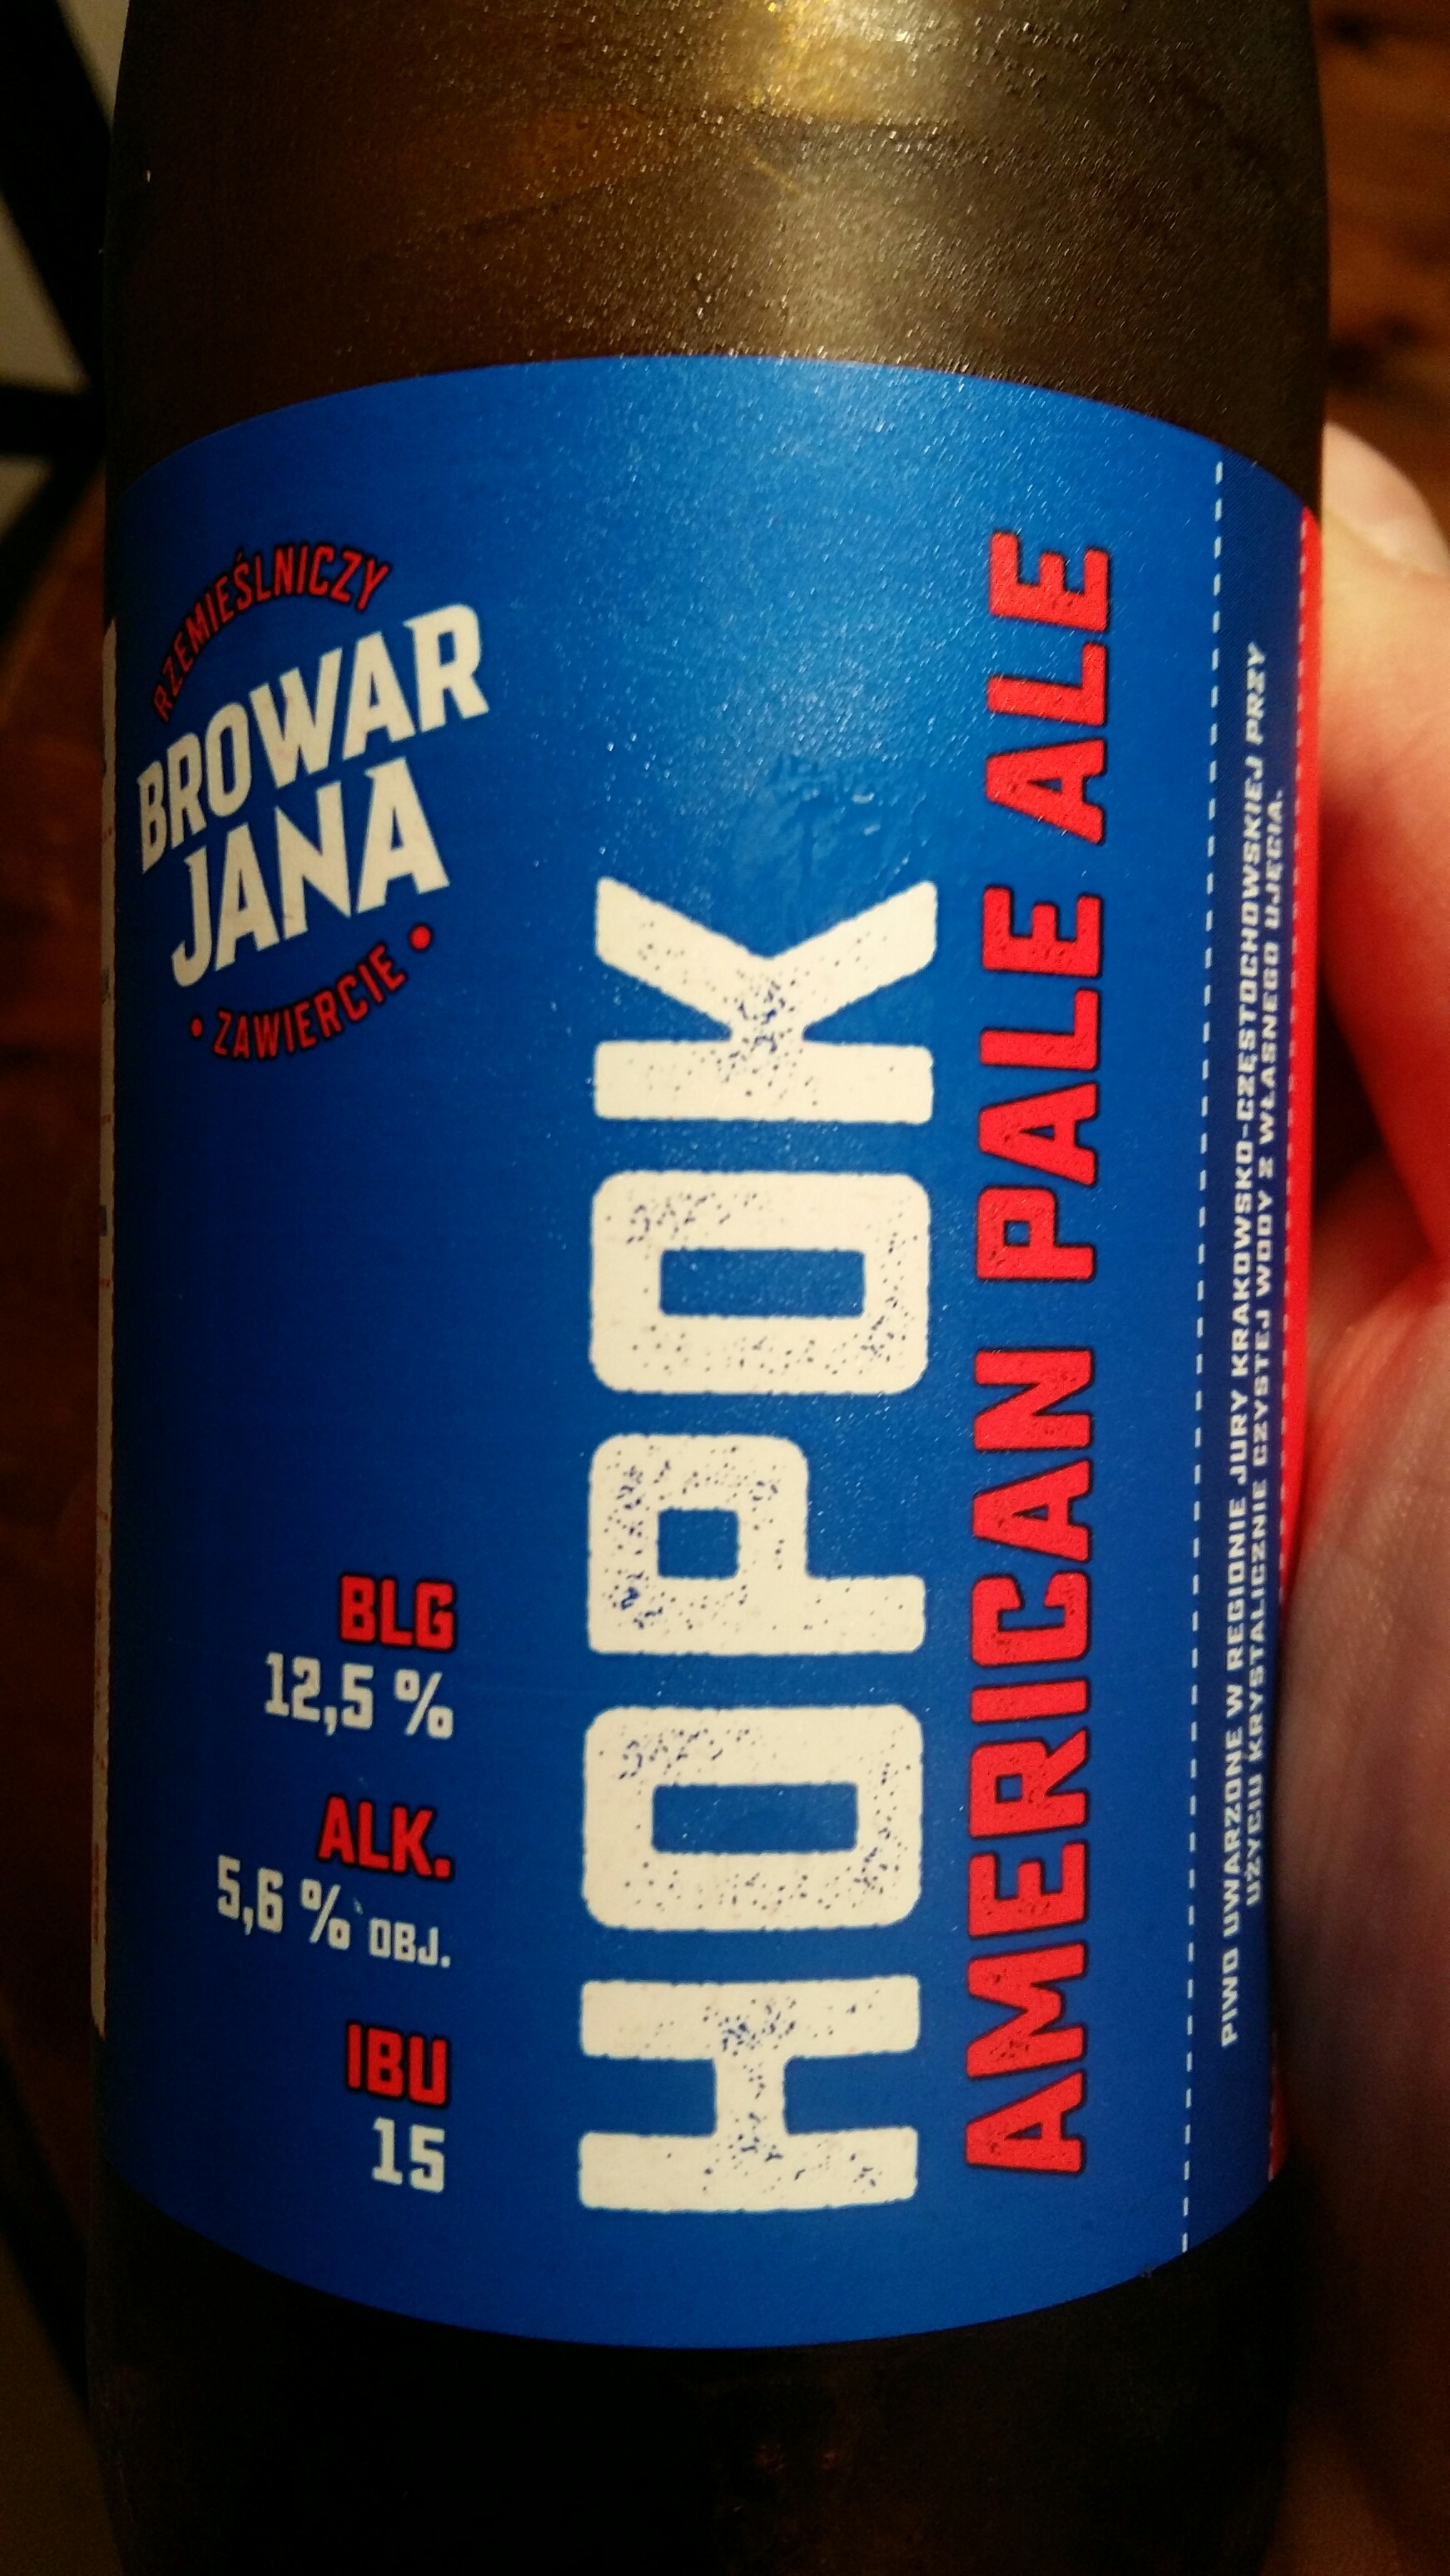 RZEMIEŚLNICZY
BROWAR
JANA
• ZAWIERCIE •
BLG
12,5 %
ALK.
5,6 % OBJ.
IBU
15
HOPOK
AMERICAN PALE ALE
PIWO UWARZONE W REGIONIE JURY KRAKOWSKO-CZĘSTOCHOWSKIEJ PRZY
UŻYCIU KRYSTALICZNIE CZYSTEJ WODY Z WŁASNEGO UJĘCIA.